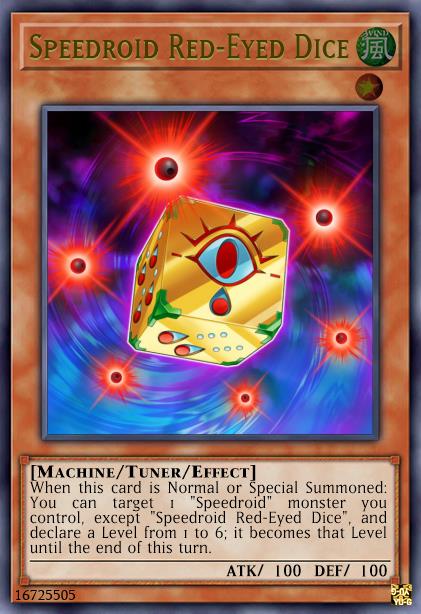 SPEEDROID RED-EYED DICE
WIND
風
[MACHINE/TUNER/EFFECT]
When this card is Normal or Special Summoned:
You can target 1 "Speedroid" monster you
control, except "Speedroid Red-Eyed Dice", and
declare a Level from 1 to 6; it becomes that Level
until the end of this turn.
ATK/ 100 DEF/ 100
16725505